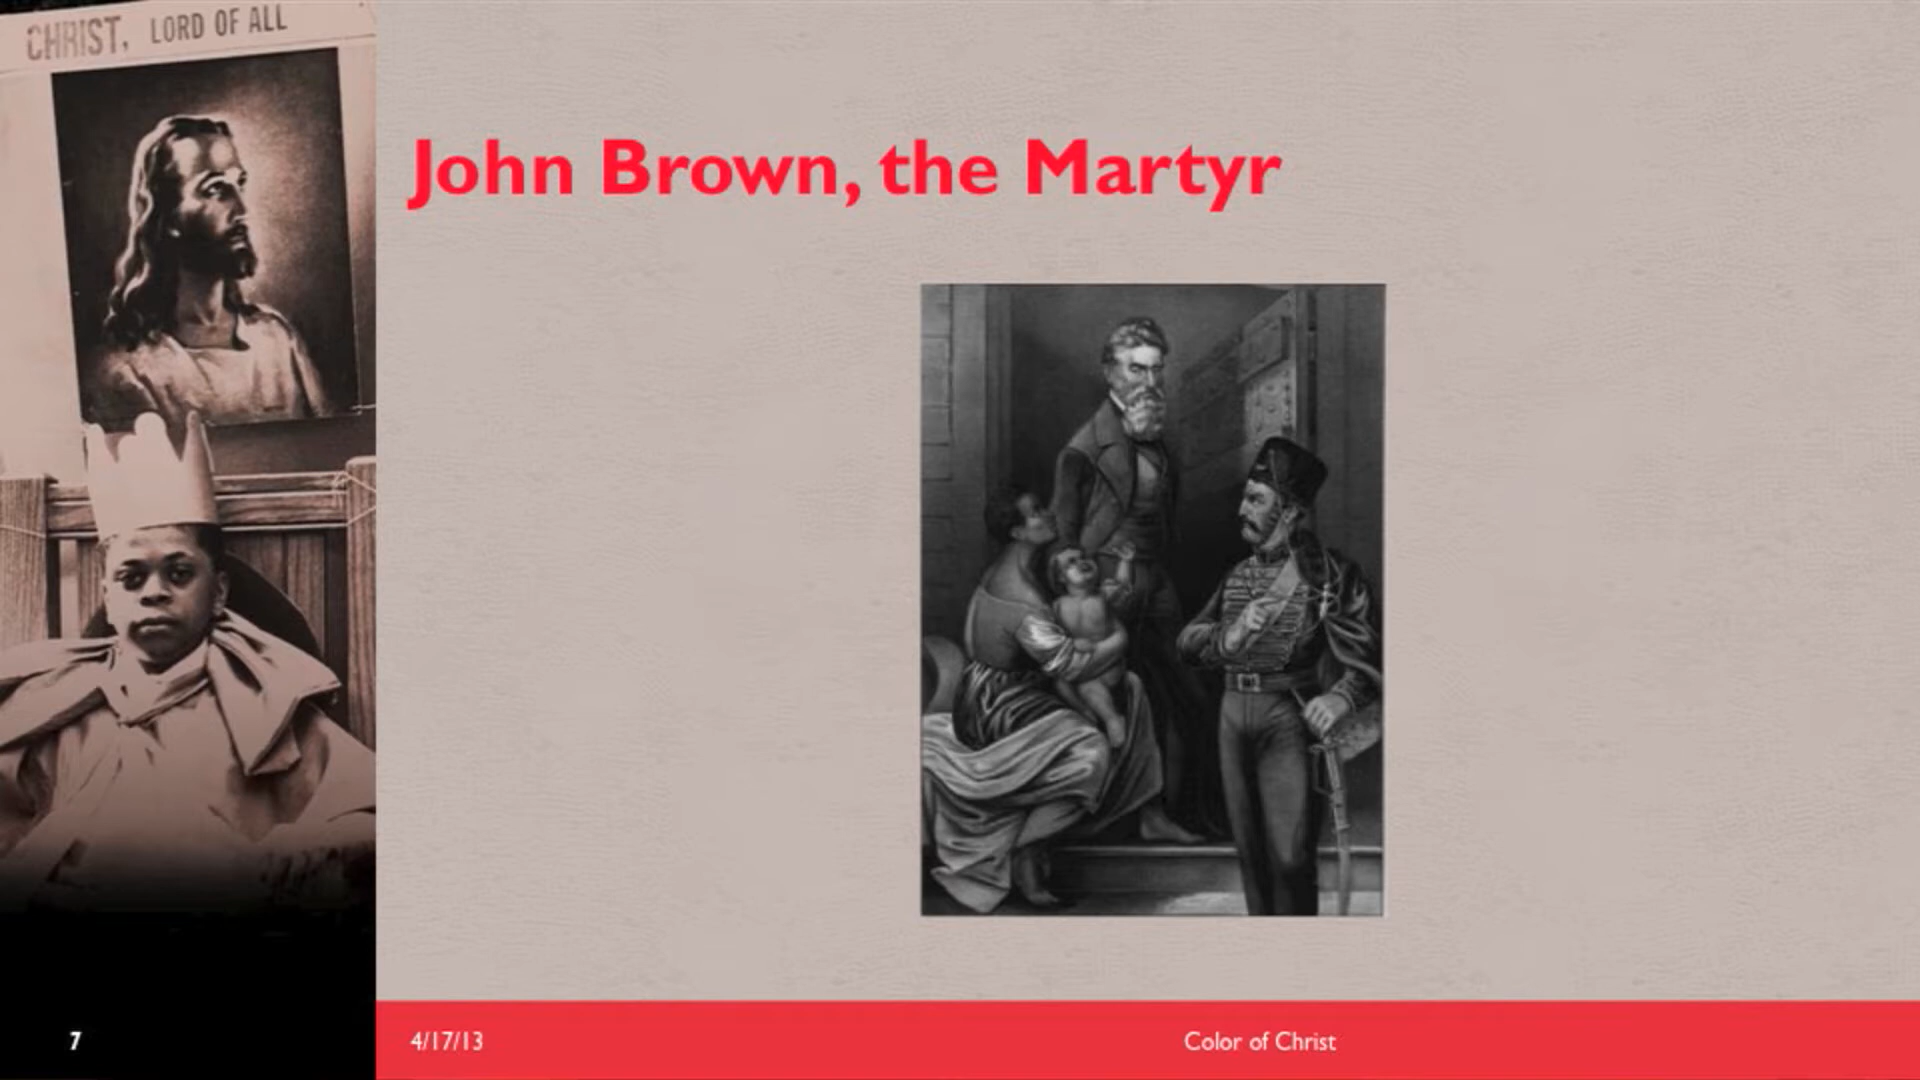 CHRIST, LORD OF ALL
John Brown, the Martyr
7
4/17/13
Color of Christ